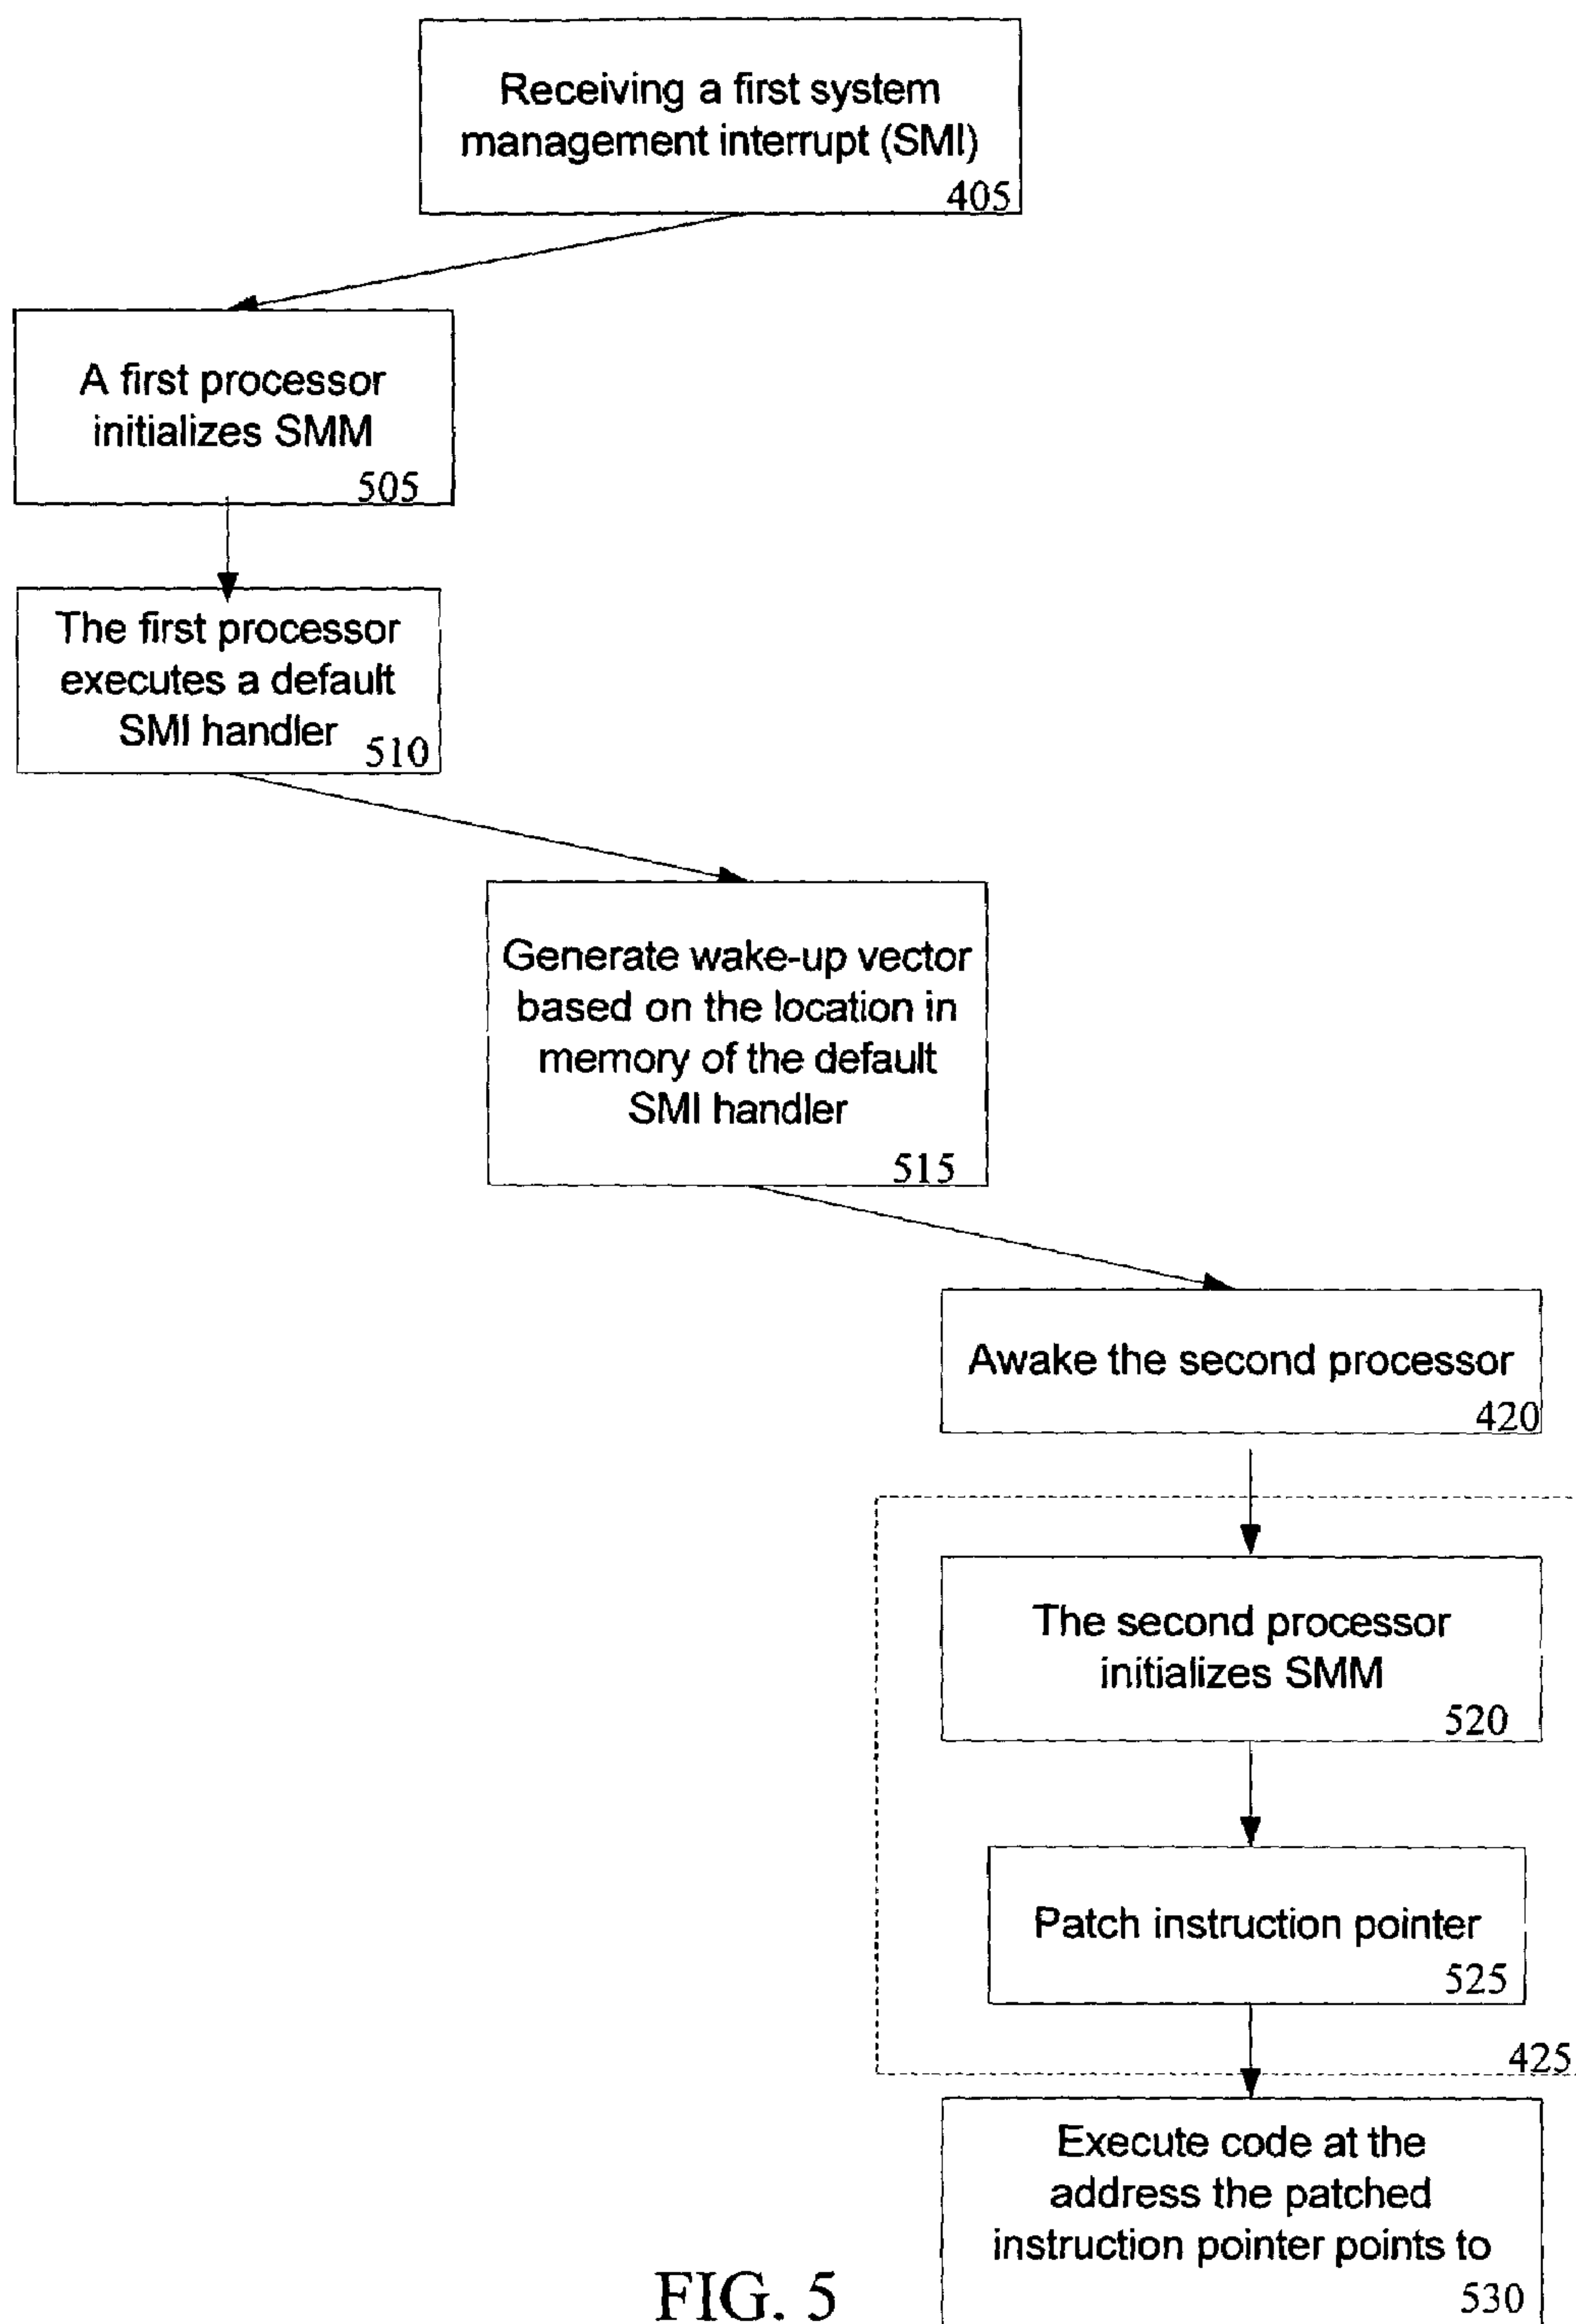 Receiving a first system
management interrupt (SMI)
405
A first processor
initializes SMM
505
The first processor
executes a default
SMI handler
510
Generate wake-up vector
based on the location in
memory of the default
SMI handler
515
Awake the second processor
420
The second processor
initializes SMM
520
Patch instruction pointer
525
425
Execute code at the
address the patched
instruction pointer points to
530
FIG. 5